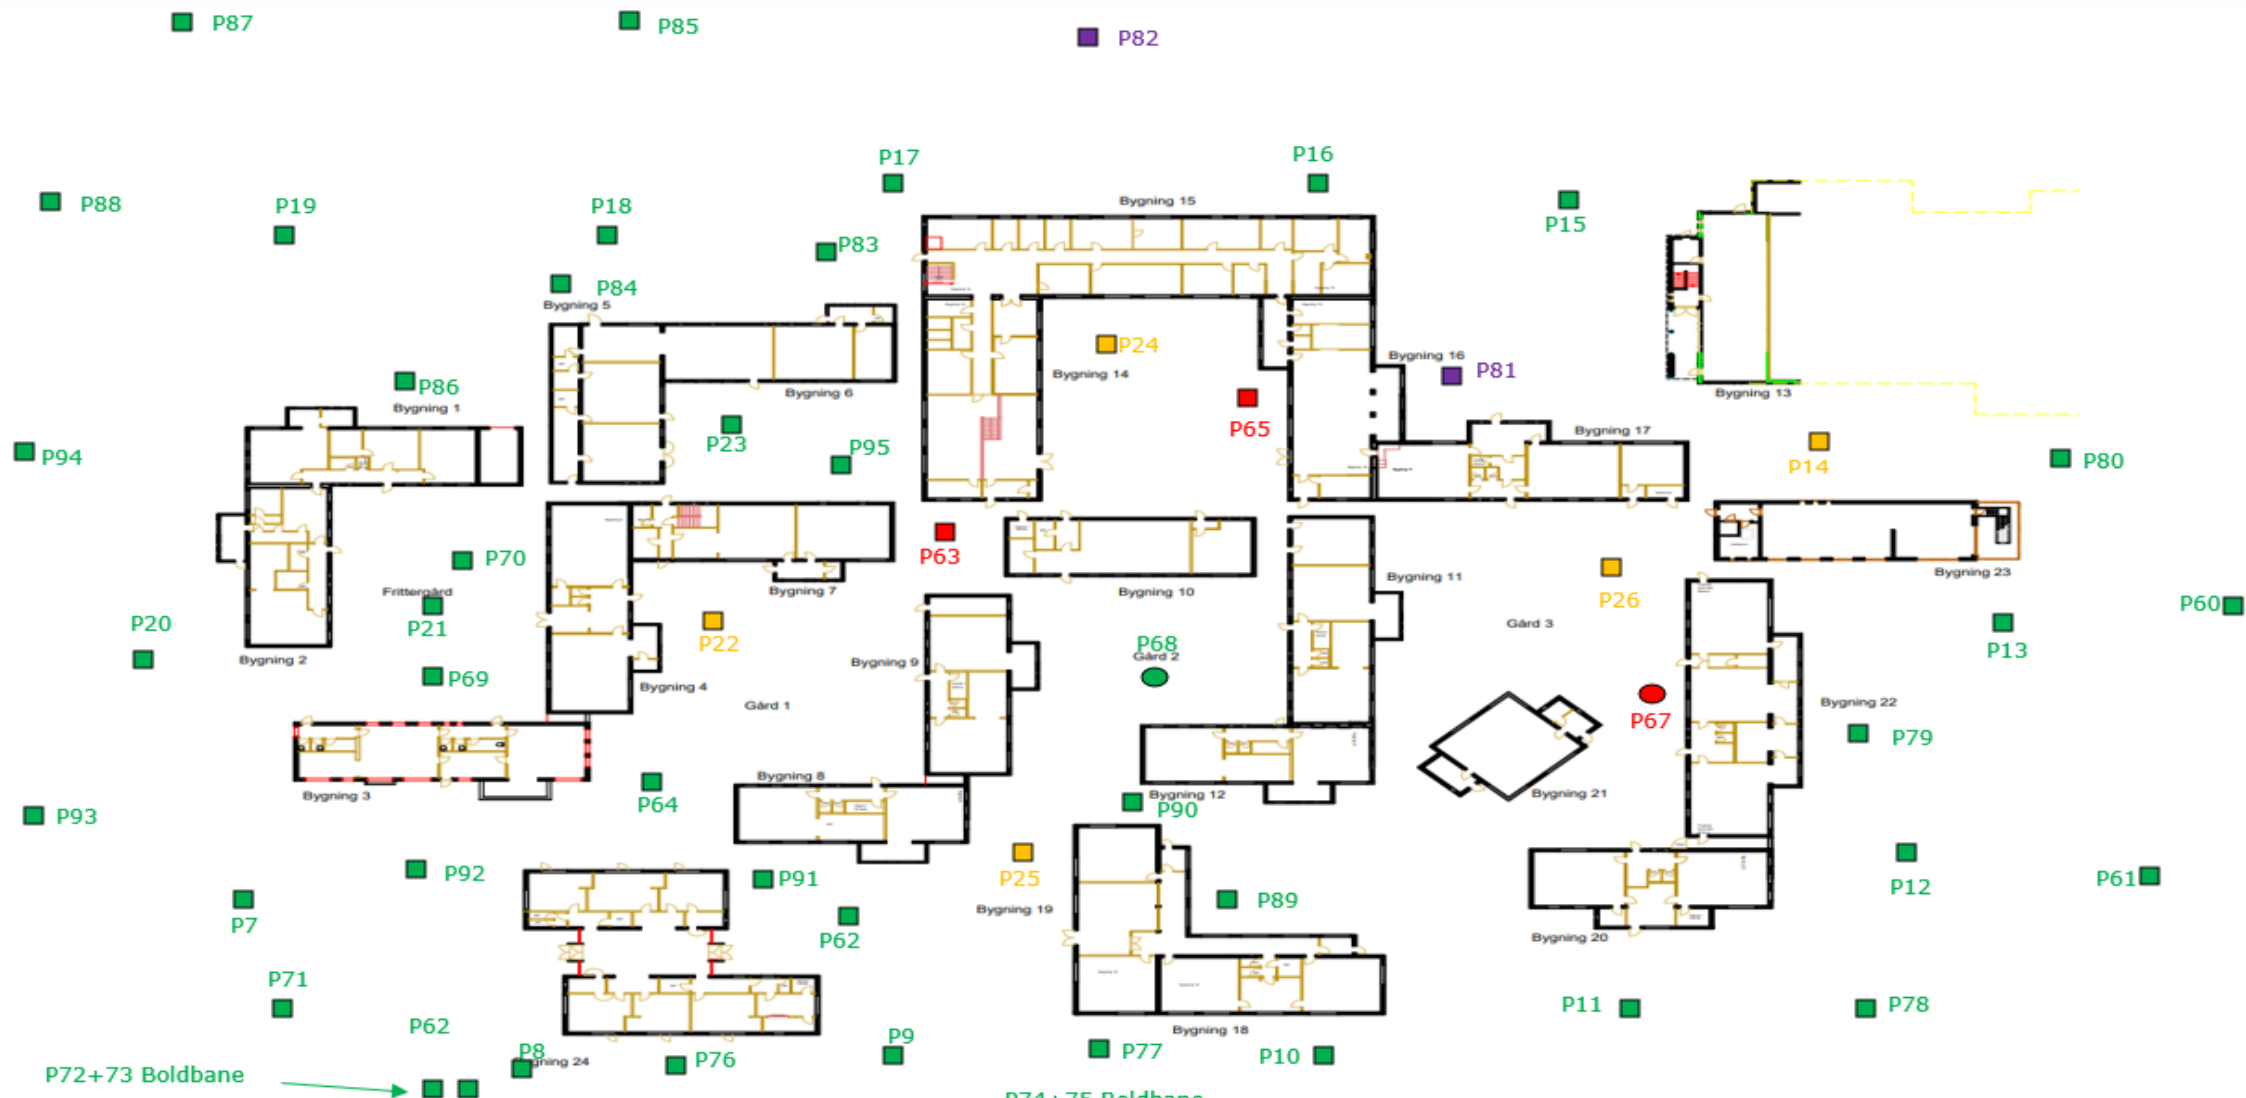 P87
P85
P82
P17
P16
P88
P19
P18
Bygning 15
P15
P83
P84
Bygning 5
P24
Bygning 16
Bygning 14
P81
P86
Bygning 6
Bygning 13
Bygning 1
P65
P23
Bygning 17
P95
P94
P14
P80
P63
P70
Bygning 11
Bygning 23
Frittergård
Bygning 7
Bygning 10
P26
P60
P20
P21
P22
P68
Gård 3
P13
Bygning 2
Bygning 9
Gård 2
P69
Bygning 4
Gård 1
P67
Bygning 22
P79
Bygning 8
Bygning 3
P64
Bygning 12
Bygning 21
P90
P93
P92
P91
P25
P12
P61
Bygning 19
P89
P7
P62
Bygning 20
P71
P11
P78
P62
Bygning 18
P9
P8
gning 24
P76
P77
P10
P72+73 Boldbane
P74+75 Boldbane